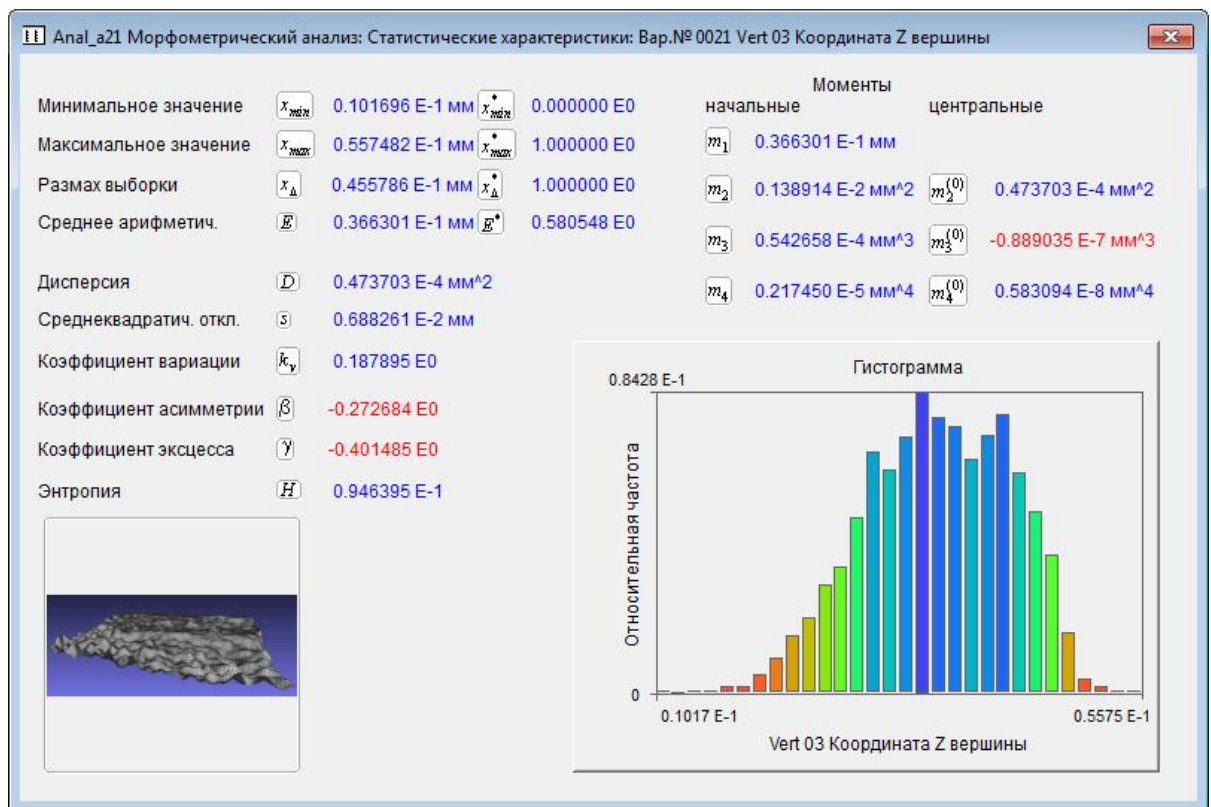 Anal_a21 Морфометрический анализ: Статистические характеристики: Вар.№ 0021 Vert 03 Координата Z вершины
Минимальное значение x_min 0.101696 E-1 мм x*_min 0.000000 E0
Максимальное значение x_max 0.557482 E-1 мм x*_max 1.000000 E0
Размах выборки x_Δ 0.455786 E-1 мм x*_Δ 1.000000 E0
Среднее арифметич. E 0.366301 E-1 мм E* 0.580548 E0
Дисперсия D 0.473703 E-4 мм^2
Среднеквадратич. откл. s 0.688261 E-2 мм
Коэффициент вариации k_v 0.187895 E0
Коэффициент асимметрии β -0.272684 E0
Коэффициент эксцесса γ -0.401485 E0
Энтропия H 0.946395 E-1
Моменты
начальные центральные
m_1 0.366301 E-1 мм
m_2 0.138914 E-2 мм^2 m_2^(0) 0.473703 E-4 мм^2
m_3 0.542658 E-4 мм^3 m_3^(0) -0.889035 E-7 мм^3
m_4 0.217450 E-5 мм^4 m_4^(0) 0.583094 E-8 мм^4
Гистограмма
0.8428 E-1
Относительная частота
0
0.1017 E-1 0.5575 E-1
Vert 03 Координата Z вершины